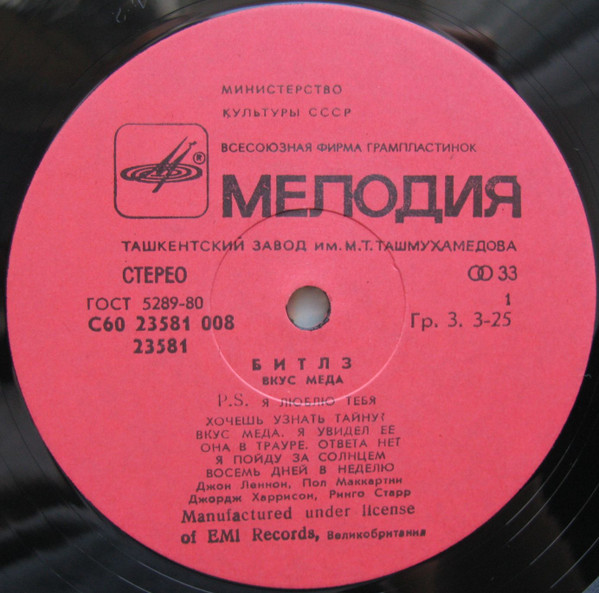 МИНИСТЕРСТВО
КУЛЬТУРЫ СССР
ВСЕСОЮЗНАЯ ФИРМА ГРАМПЛАСТИНОК
®
МЕЛОДИЯ
ТАШКЕНТСКИЙ ЗАВОД ИМ. М.Т. ТАШМУХАМЕДОВА
СТЕРЕО
33
ГОСТ 5289-80
1
С60 23581 008
Гр. 3. 3-25
23581
БИТЛЗ
ВКУС МЕДА
P.S. Я ЛЮБЛЮ ТЕБЯ
ХОЧЕШЬ УЗНАТЬ ТАЙНУ?
ВКУС МЕДА. Я УВИДЕЛ ЕЕ
ОНА В ТРАУРЕ. ОТВЕТА НЕТ
Я ПОЙДУ ЗА СОЛНЦЕМ
ВОСЕМЬ ДНЕЙ В НЕДЕЛЮ
Джон Леннон, Пол Маккартни
Джордж Харрисон, Ринго Старр
Manufactured under license
of EMI Records, Великобритания